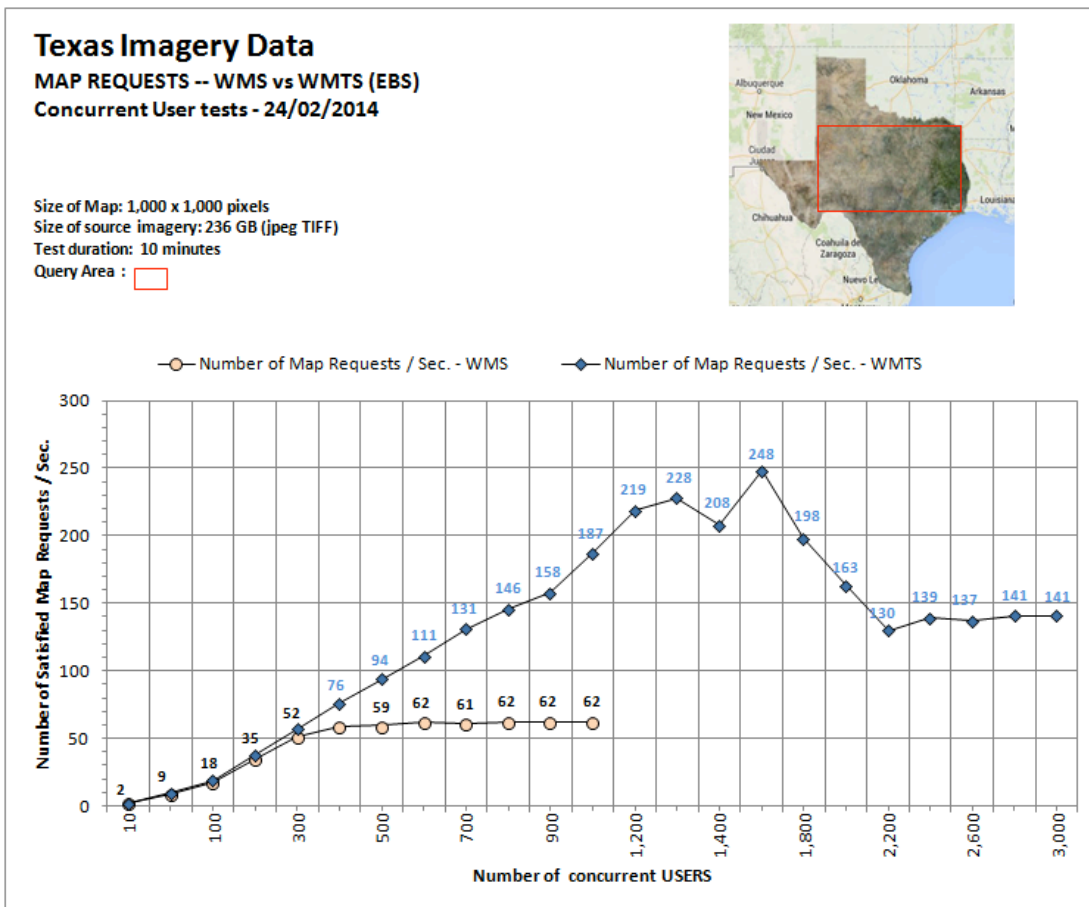 Texas Imagery Data
MAP REQUESTS -- WMS vs WMTS (EBS)
Concurrent User tests - 24/02/2014
Size of Map: 1,000 x 1,000 pixels
Size of source imagery: 236 GB (jpeg TIFF)
Test duration: 10 minutes
Query Area :
Albuquerque
Oklahoma
Arkansas
New Mexico
Ciudad
Louisiana
Chihuahua
Coahuila de
Zaragoza
Nuevo Le
Number of Map Requests / Sec. - WMS
Number of Map Requests / Sec. - WMTS
Number of Satisfied Map Requests / Sec.
300
250
200
150
100
50
0
2
9
18
35
52
59
62
61
62
62
62
76
94
111
131
146
158
187
219
228
208
248
198
163
130
139
137
141
141
10
100
300
500
700
900
1,200
1,400
1,800
2,200
2,600
3,000
Number of concurrent USERS